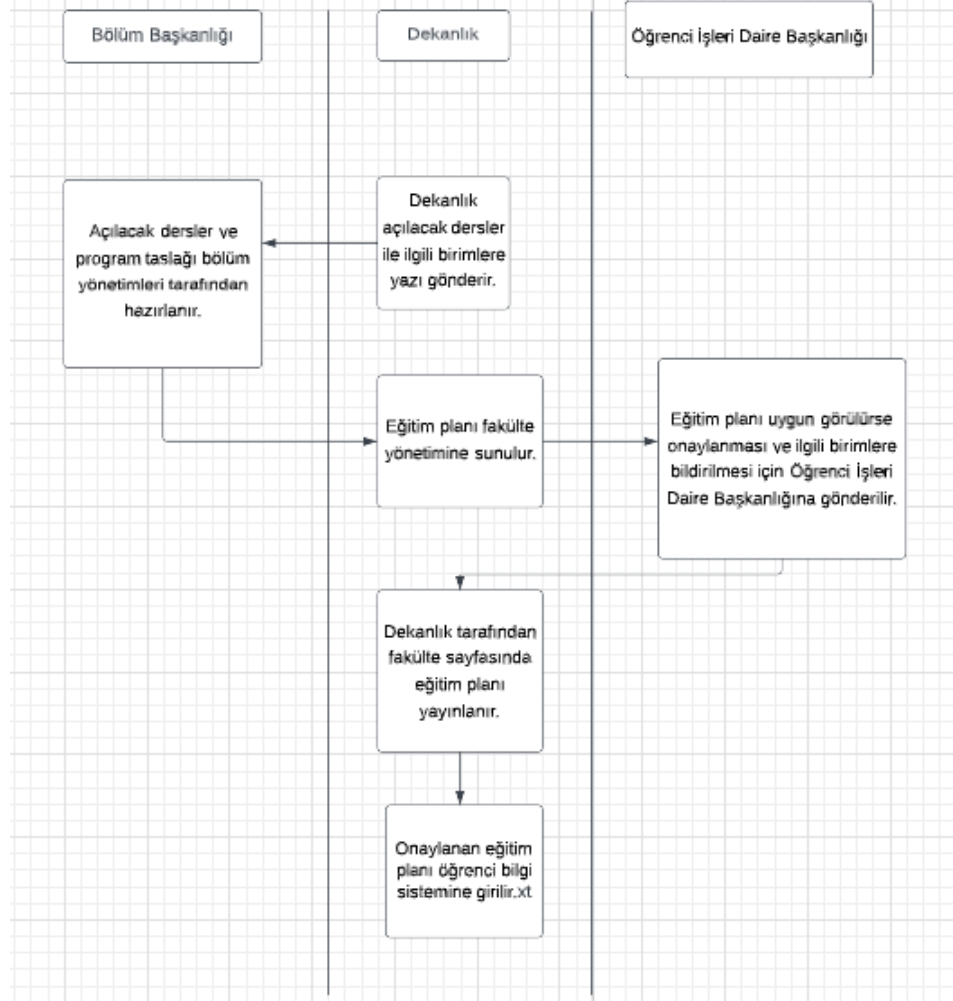 Bölüm Başkanlığı
Dekanlık
Öğrenci İşleri Daire Başkanlığı
Dekanlık
açılacak dersler
ile ilgili birimlere
yazı gönderir.
Açılacak dersler ve
program taslağı bölüm
yönetimleri tarafından
hazırlanır.
Eğitim planı fakülte
yönetimine sunulur.
Eğitim planı uygun görülürse
onaylanması ve ilgili birimlere
bildirilmesi için Öğrenci İşleri
Daire Başkanlığına gönderilir.
Dekanlık tarafından
fakülte sayfasında
eğitim planı
yayınlanır.
Onaylanan eğitim
planı öğrenci bilgi
sistemine girilir.xt